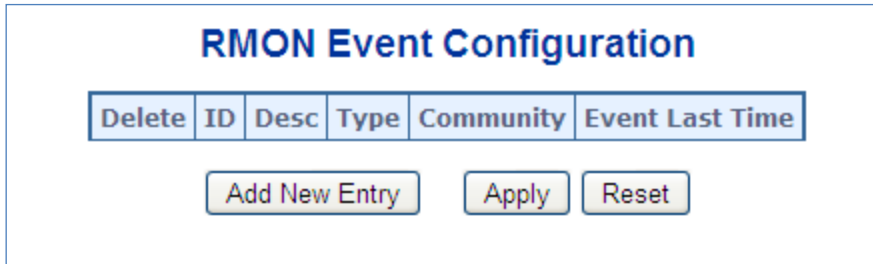 RMON Event Configuration
Delete ID Desc Type Community Event Last Time
Add New Entry Apply Reset